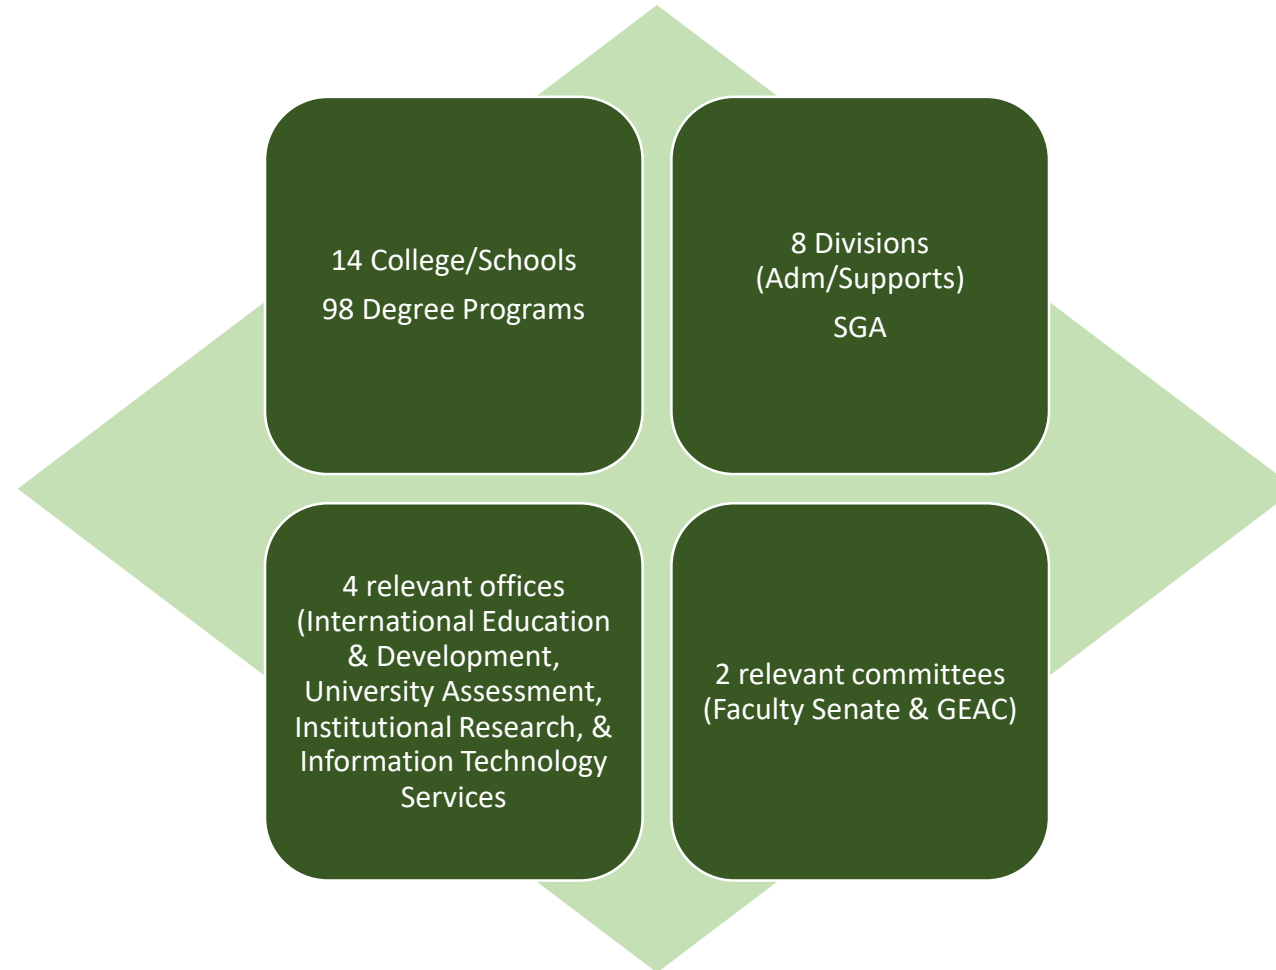 14 College/Schools
98 Degree Programs
8 Divisions
(Adm/Supports)
SGA
4 relevant offices
(International Education
& Development,
University Assessment,
Institutional Research, &
Information Technology
Services
2 relevant committees
(Faculty Senate & GEAC)